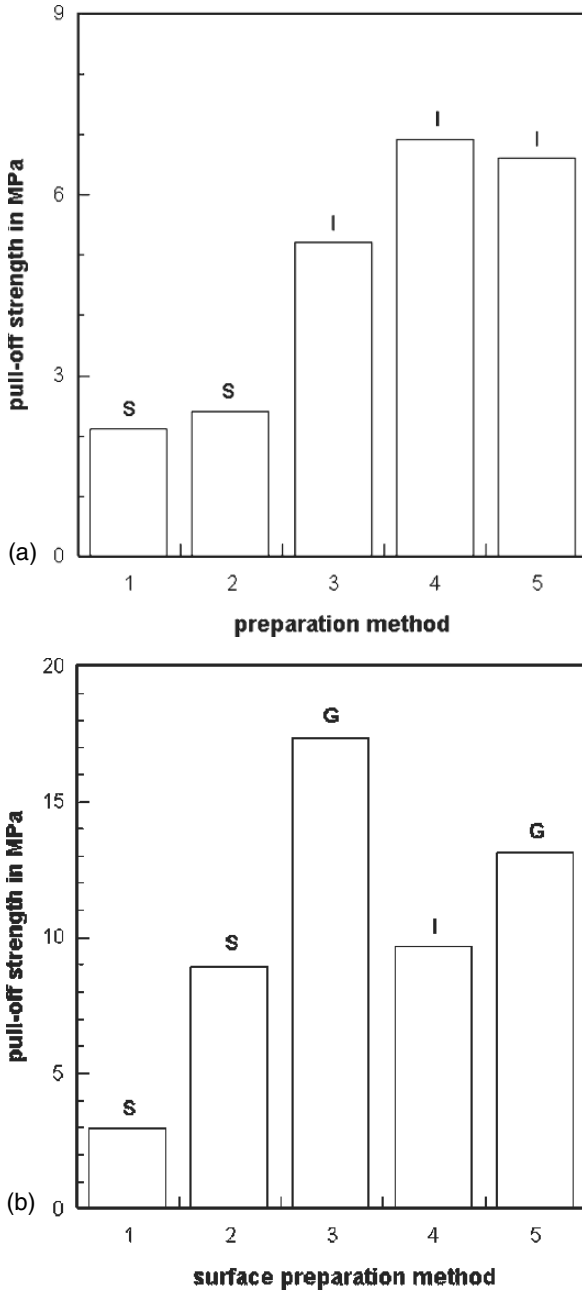 9
6
3
0
pull-off strength in MPa
S S I I I
(a)
1 2 3 4 5
preparation method
20
15
10
5
0
pull-off strength in MPa
S S G I G
(b)
1 2 3 4 5
surface preparation method